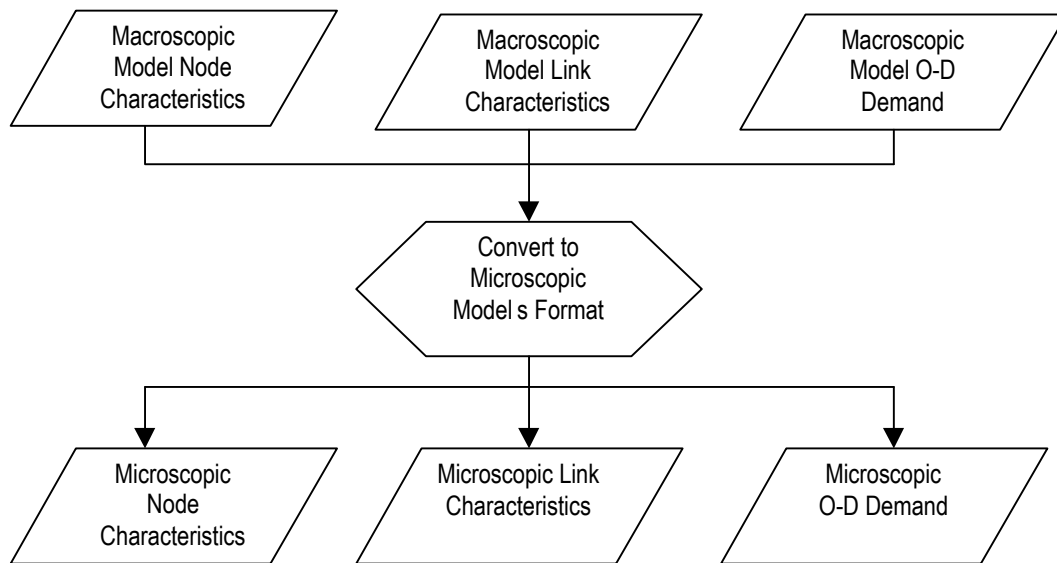 Macroscopic
Model Node
Characteristics
Macroscopic
Model Link
Characteristics
Macroscopic
Model O-D
Demand
Convert to
Microscopic
Model s Format
Microscopic
Node
Characteristics
Microscopic Link
Characteristics
Microscopic
O-D Demand